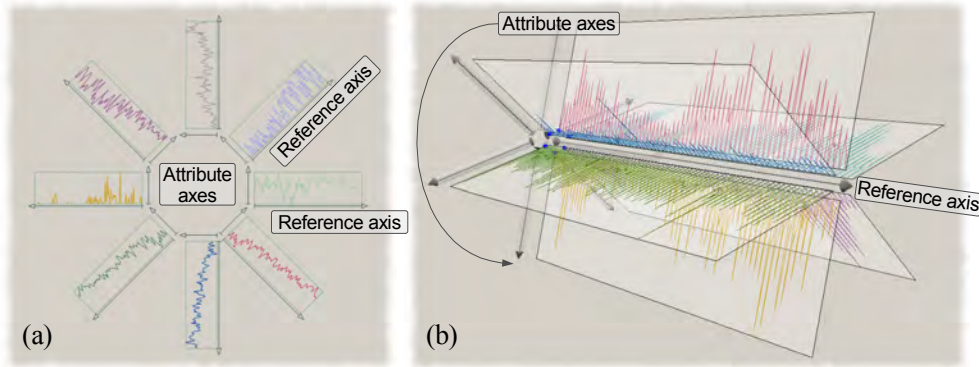 Attribute axes
Reference axis
Attribute
axes
Reference axis
Reference axis
(a)
(b)